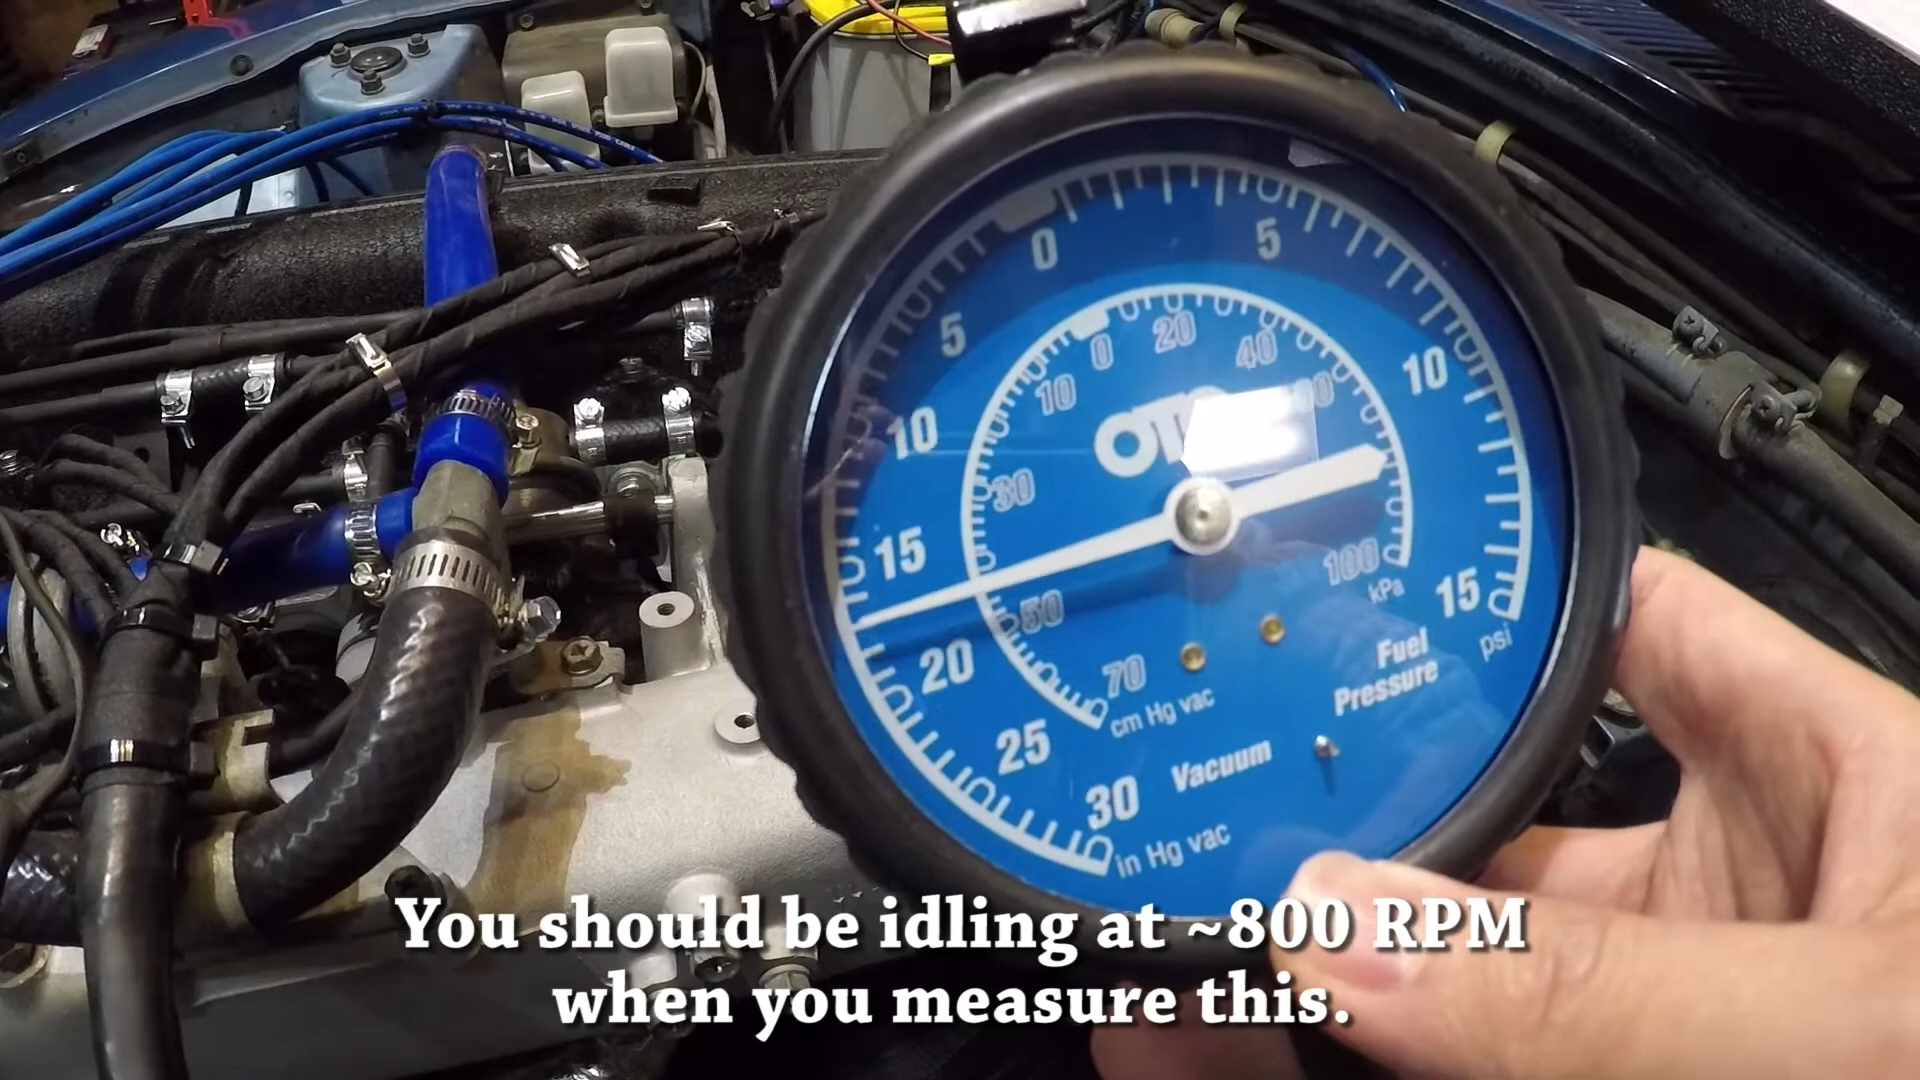 0
5
5
10
10
15
15
psi
20
25
30
in Hg vac
0
20
40
10
30
50
70
cm Hg vac
100
kPa
Fuel
Pressure
Vacuum
You should be idling at ~800 RPM
when you measure this.